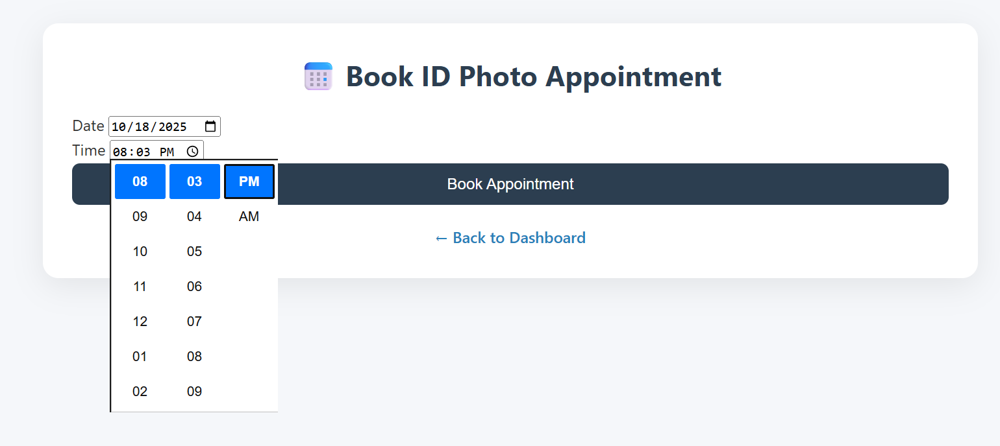 Book ID Photo Appointment
Date 10/18/2025
Time 08:03 PM
08 03 PM
Book Appointment
09 04 AM
← Back to Dashboard
10 05
11 06
12 07
01 08
02 09